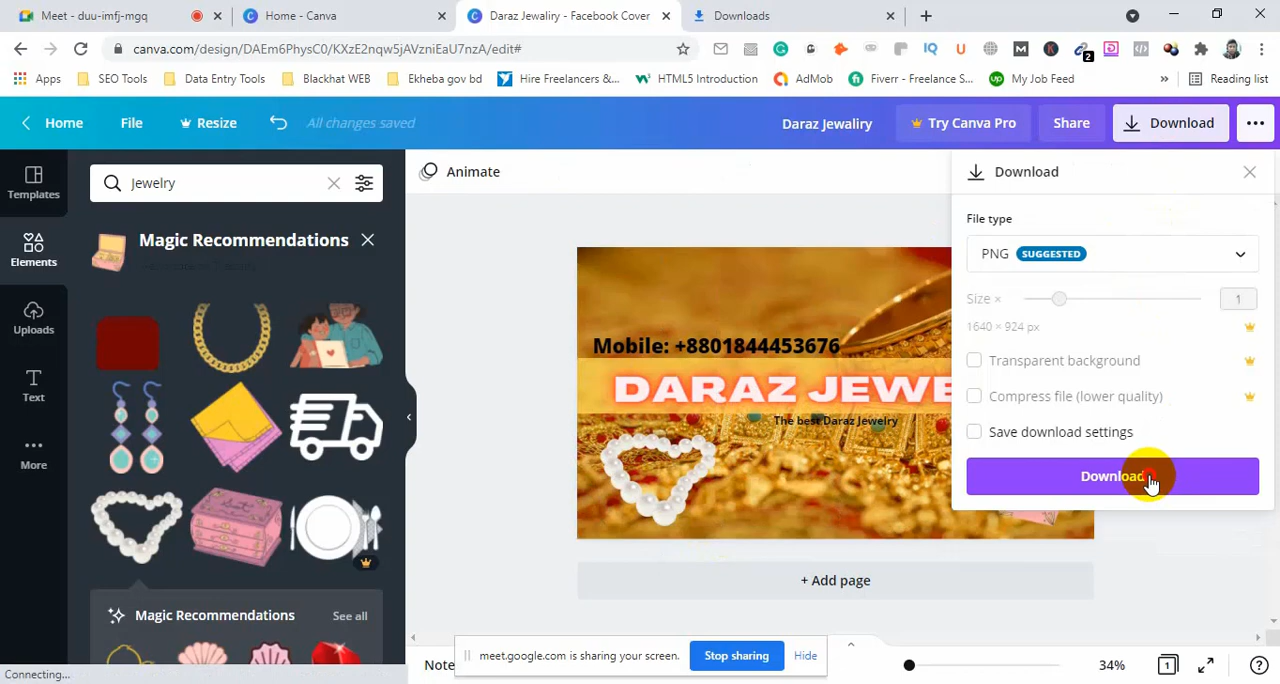 Meet - duu-imfj-mgq
Home - Canva
Daraz Jewaliry - Facebook Cover
Downloads
canva.com/design/DAEm6PhysC0/KXzE2nqw5jAVzniEaU7nzA/edit#
Apps
SEO Tools
Data Entry Tools
Blackhat WEB
Ekheba gov bd
Hire Freelancers &...
HTML5 Introduction
AdMob
Fiverr - Freelance S...
My Job Feed
»
Reading list
Home
File
Resize
All changes saved
Daraz Jewaliry
Try Canva Pro
Share
Download
Templates
Elements
Uploads
Text
More
Jewelry
Magic Recommendations
Magic Recommendations
See all
Animate
Mobile: +8801844453676
DARAZ JEWE
The best Daraz Jewelry
+ Add page
Download
File type
PNG SUGGESTED
Size ×
1
1640 × 924 px
Transparent background
Compress file (lower quality)
Save download settings
Download
Note
meet.google.com is sharing your screen.
Stop sharing
Hide
34%
1
Connecting...